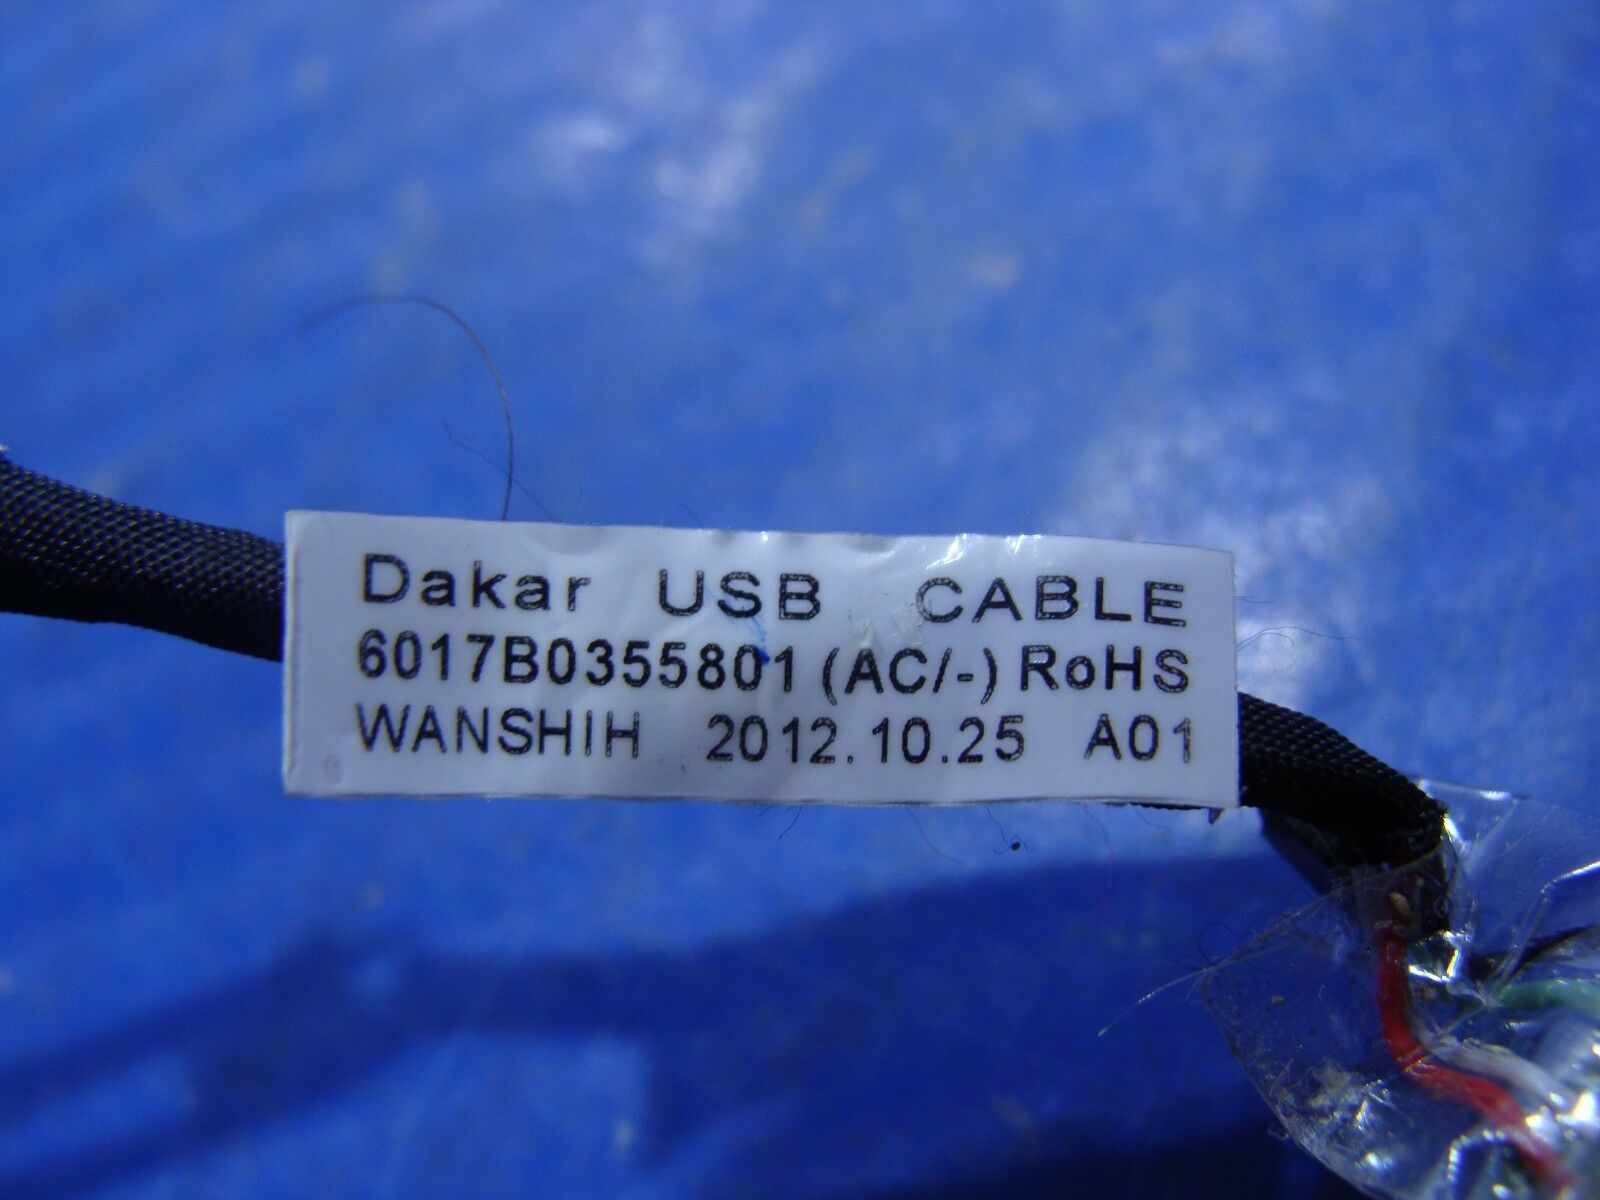 Dakar USB CABLE
6017B0355801(AC/-)RoHS
WANSHIH 2012.10.25 A01